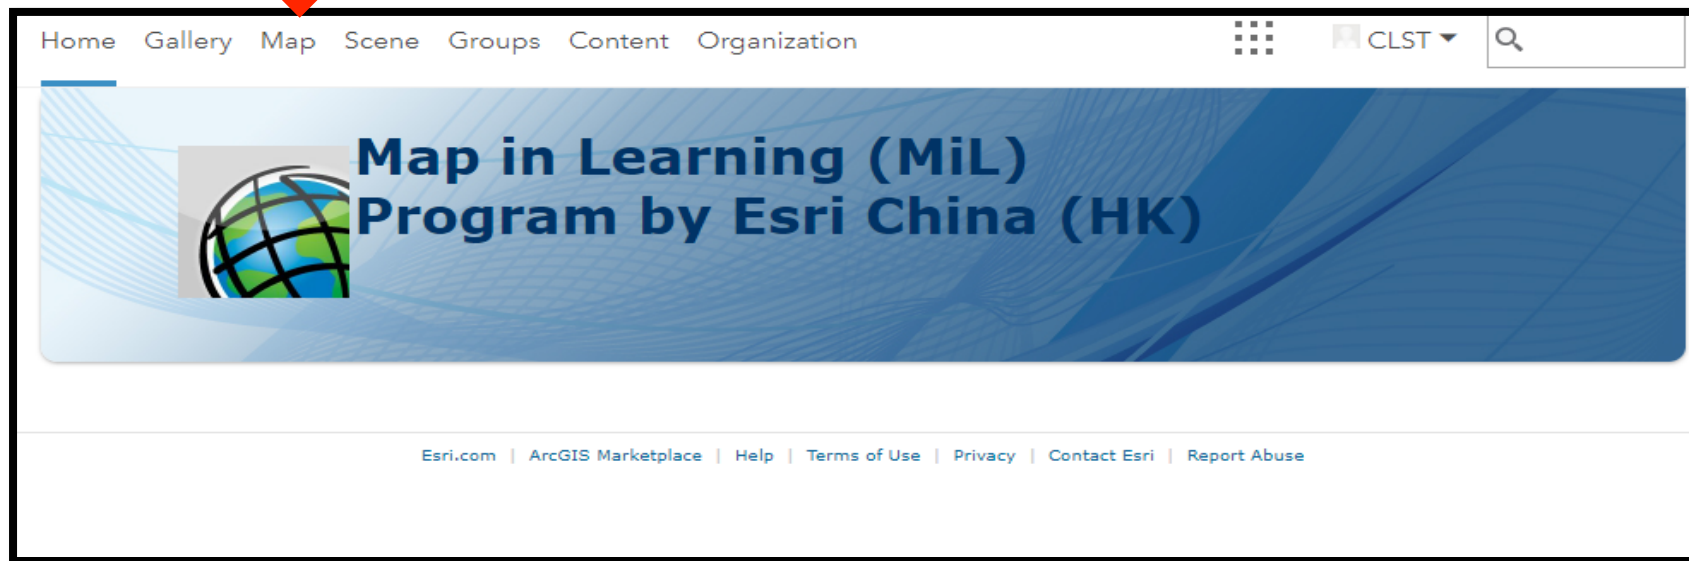 Home Gallery Map Scene Groups Content Organization CLST
Map in Learning (MiL)
Program by Esri China (HK)
Esri.com | ArcGIS Marketplace | Help | Terms of Use | Privacy | Contact Esri | Report Abuse